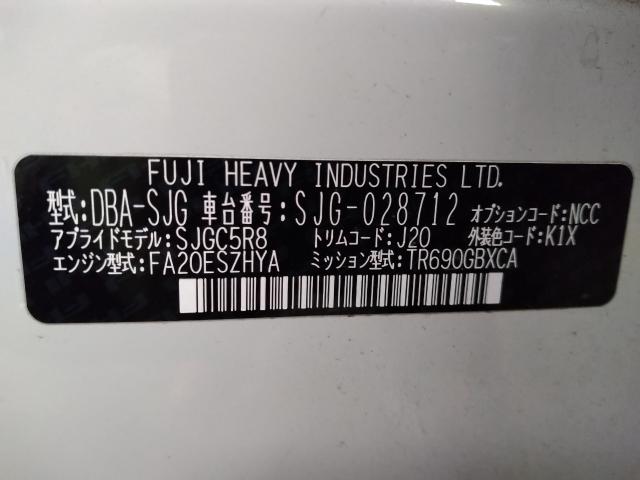 FUJI HEAVY INDUSTRIES LTD.
型式:DBA-SJG 車台番号:SJG-028712 オプションコード:NCC
アプライドモデル:SJGC5R8 トリムコード:J20 外装色コード:K1X
エンジン型式:FA20ESZHYA ミッション型式:TR690GBXCA